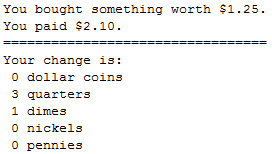 You bought something worth $1.25.
You paid $2.10.
=================================
Your change is:
0 dollar coins
3 quarters
1 dimes
0 nickels
0 pennies